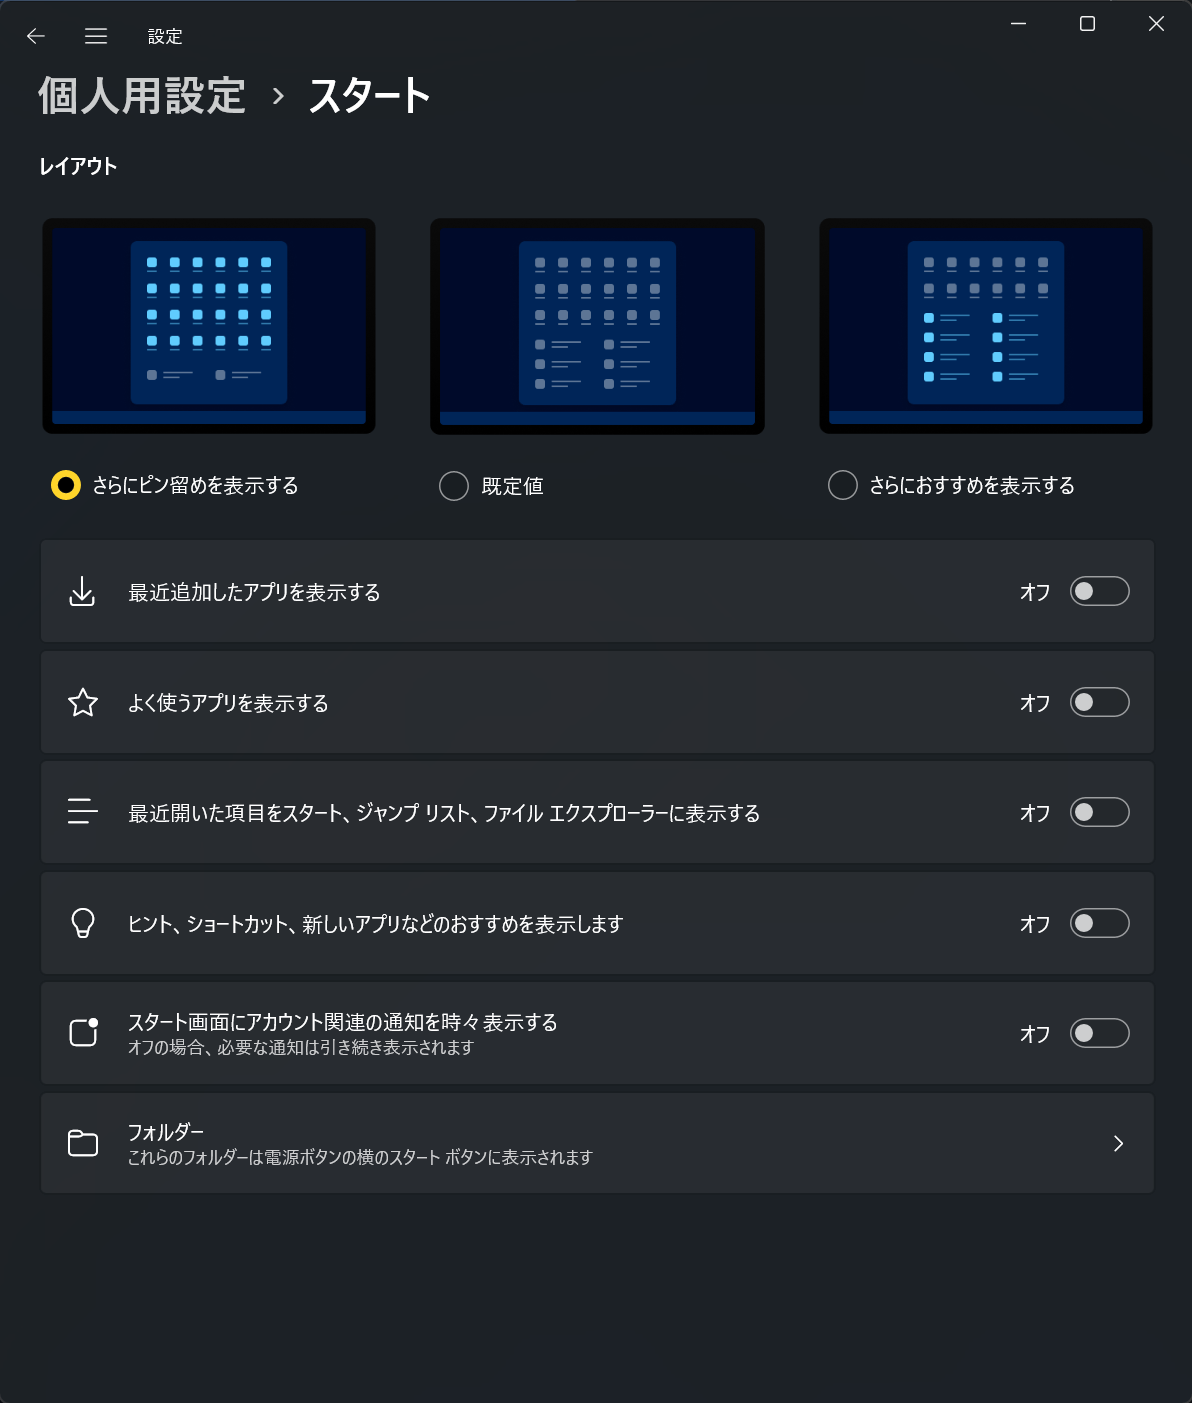 設定
個人用設定 › スタート
レイアウト
さらにピン留めを表示する
既定値
さらにおすすめを表示する
最近追加したアプリを表示する
オフ
よく使うアプリを表示する
オフ
最近開いた項目をスタート、ジャンプ リスト、ファイル エクスプローラーに表示する
オフ
ヒント、ショートカット、新しいアプリなどのおすすめを表示します
オフ
スタート画面にアカウント関連の通知を時々表示する
オフの場合、必要な通知は引き続き表示されます
オフ
フォルダー
これらのフォルダーは電源ボタンの横のスタート ボタンに表示されます